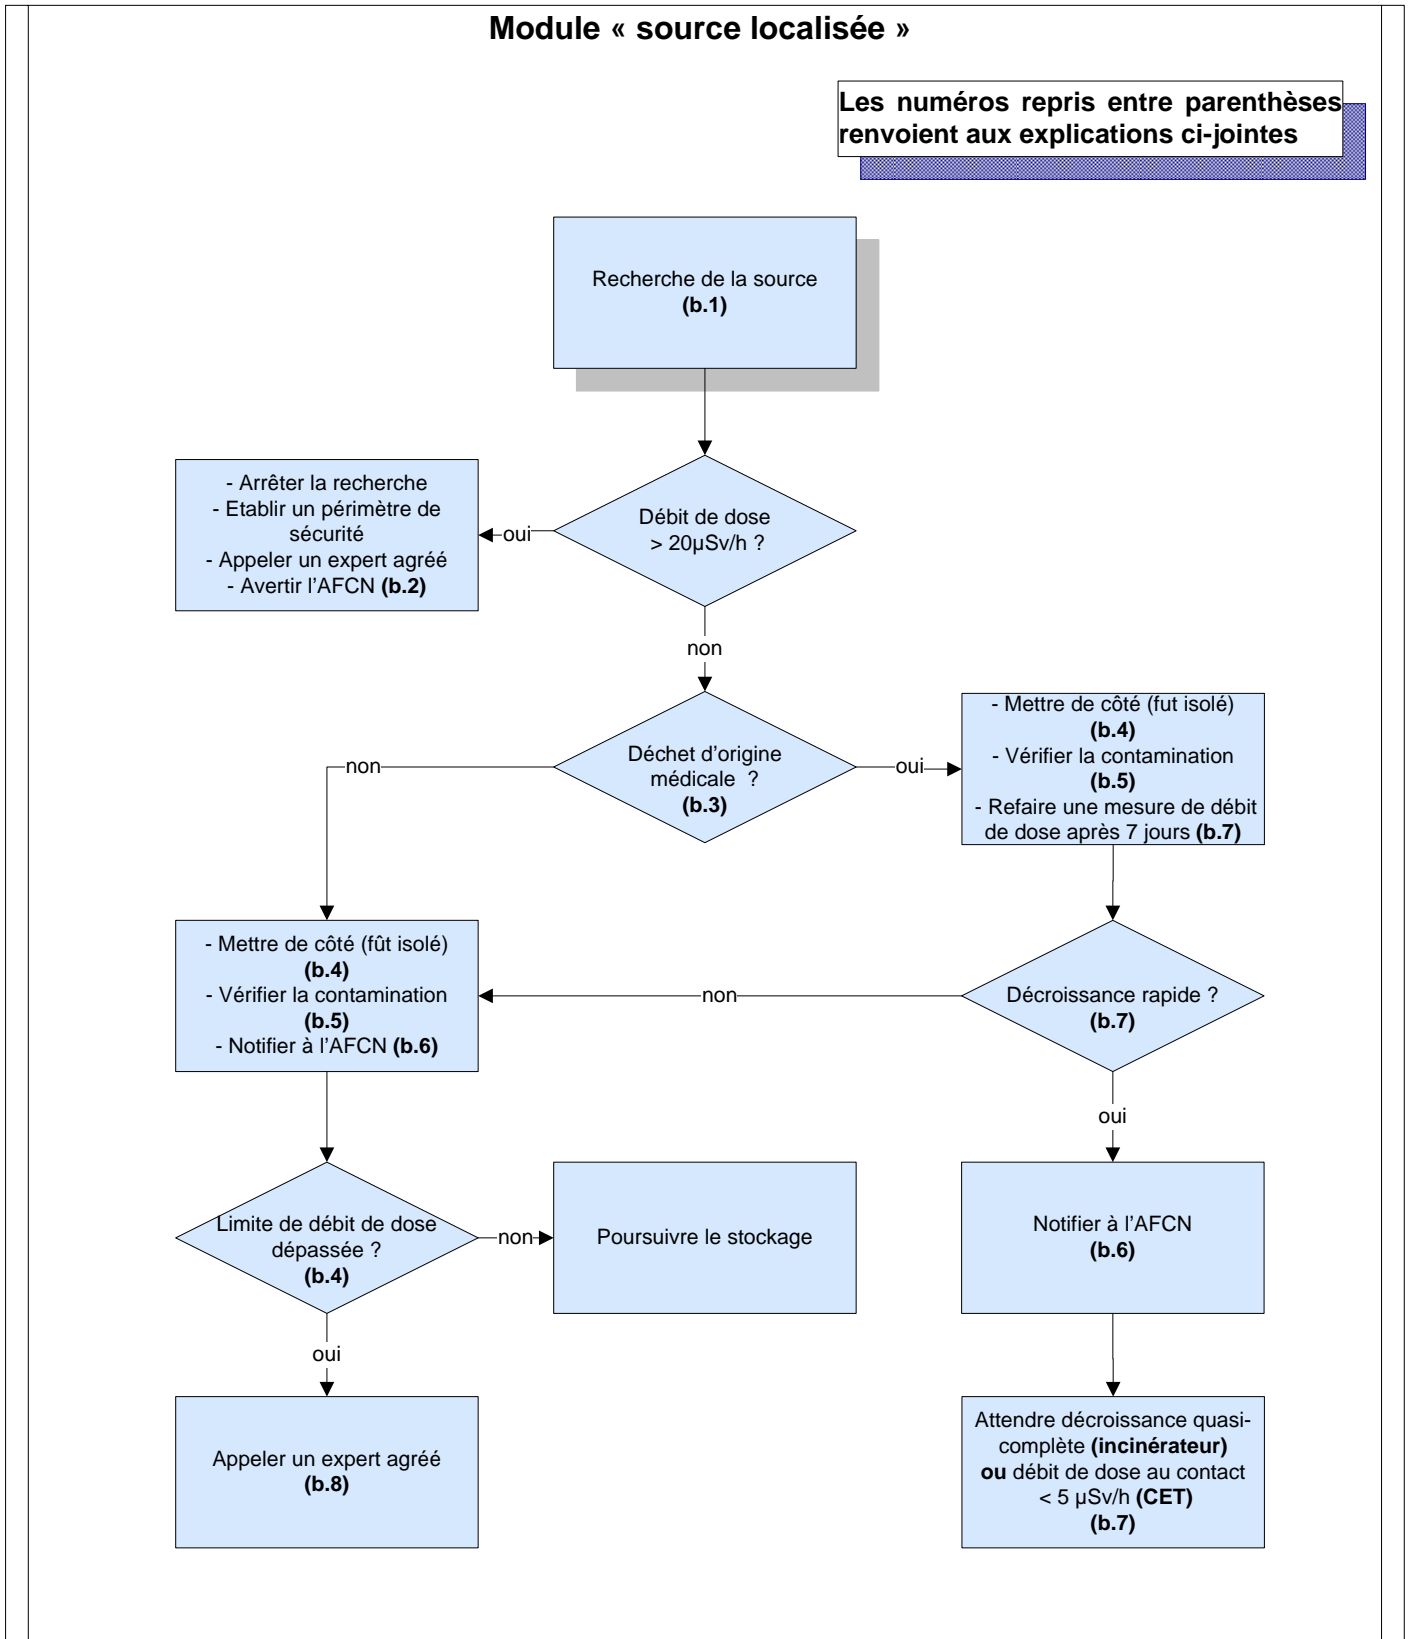 Module « source localisée »
Les numéros repris entre parenthèses
renvoient aux explications ci-jointes
Recherche de la source
(b.1)
- Arrêter la recherche
- Etablir un périmètre de
sécurité
- Appeler un expert agréé
- Avertir l’AFCN (b.2)
oui
Débit de dose
> 20µSv/h ?
non
Déchet d’origine
médicale ?
(b.3)
non
oui
- Mettre de côté (fut isolé)
(b.4)
- Vérifier la contamination
(b.5)
- Refaire une mesure de débit
de dose après 7 jours (b.7)
- Mettre de côté (fût isolé)
(b.4)
- Vérifier la contamination
(b.5)
- Notifier à l’AFCN (b.6)
non
Décroissance rapide ?
(b.7)
oui
Limite de débit de dose
dépassée ?
(b.4)
non
Poursuivre le stockage
Notifier à l’AFCN
(b.6)
oui
Appeler un expert agréé
(b.8)
Attendre décroissance quasi-
complète (incinérateur)
ou débit de dose au contact
< 5 µSv/h (CET)
(b.7)